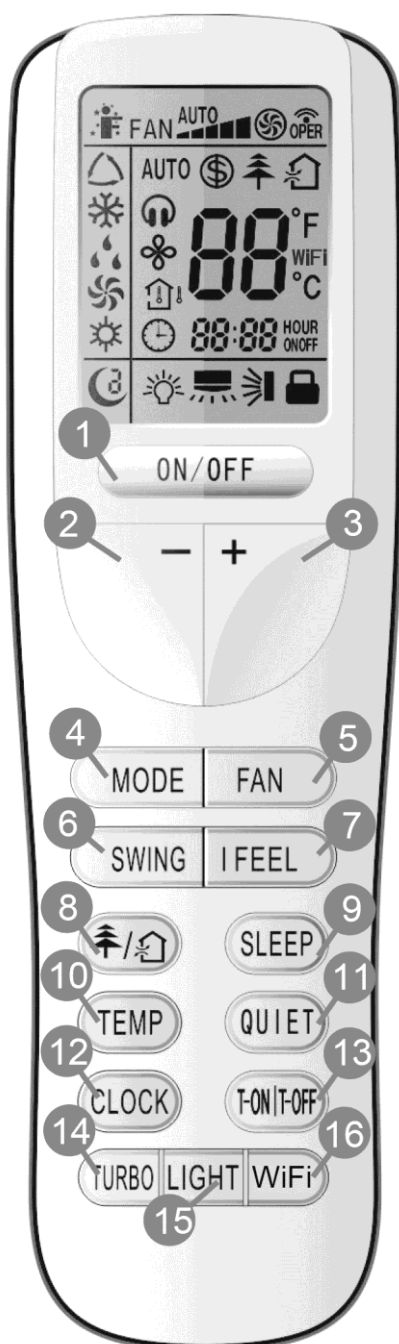 AUTO
FAN OPER
AUTO
88 °F
WiFi
°C
88:88 HOUR
ONOFF
1
ON/OFF
2 - + 3
4 5
MODE FAN
6 7
SWING I FEEL
8 9
/ SLEEP
10 11
TEMP QUIET
12 13
CLOCK T-ON|T-OFF
14 16
TURBO LIGHT WiFi
15